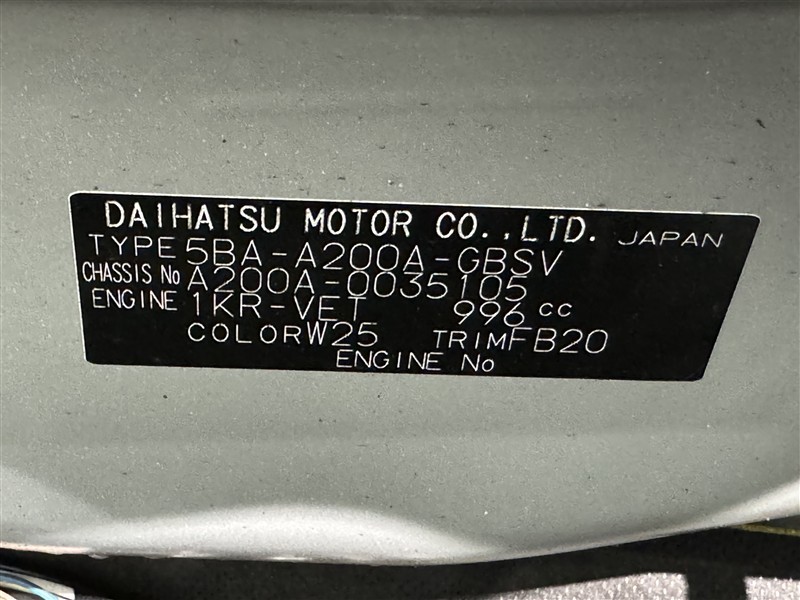 DAIHATSU MOTOR CO.,LTD. JAPAN
TYPE 5BA-A200A-GBSV
CHASSIS No A200A-0035105
ENGINE 1KR-VET 996 cc
COLOR W25 TRIM FB20
ENGINE No